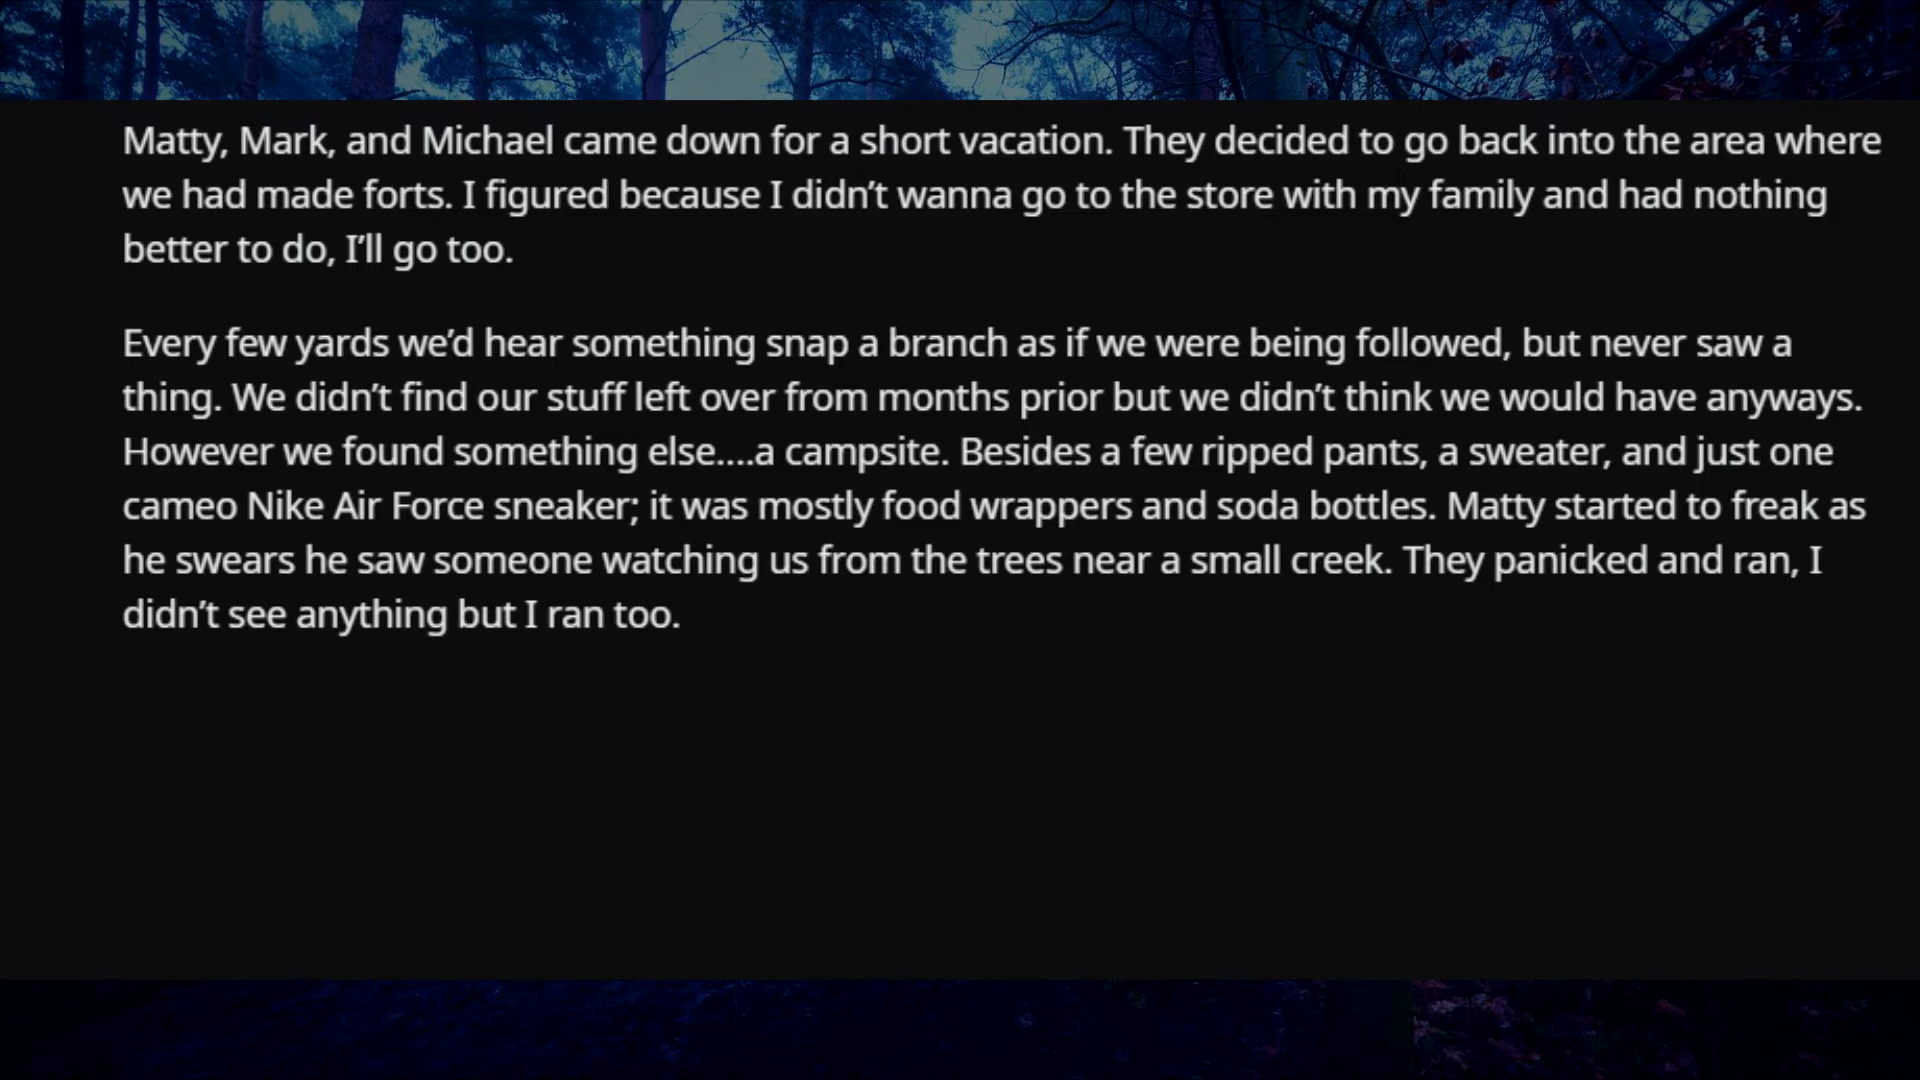 Matty, Mark, and Michael came down for a short vacation. They decided to go back into the area where
we had made forts. I figured because I didn’t wanna go to the store with my family and had nothing
better to do, I’ll go too.
Every few yards we’d hear something snap a branch as if we were being followed, but never saw a
thing. We didn’t find our stuff left over from months prior but we didn’t think we would have anyways.
However we found something else....a campsite. Besides a few ripped pants, a sweater, and just one
cameo Nike Air Force sneaker; it was mostly food wrappers and soda bottles. Matty started to freak as
he swears he saw someone watching us from the trees near a small creek. They panicked and ran, I
didn’t see anything but I ran too.